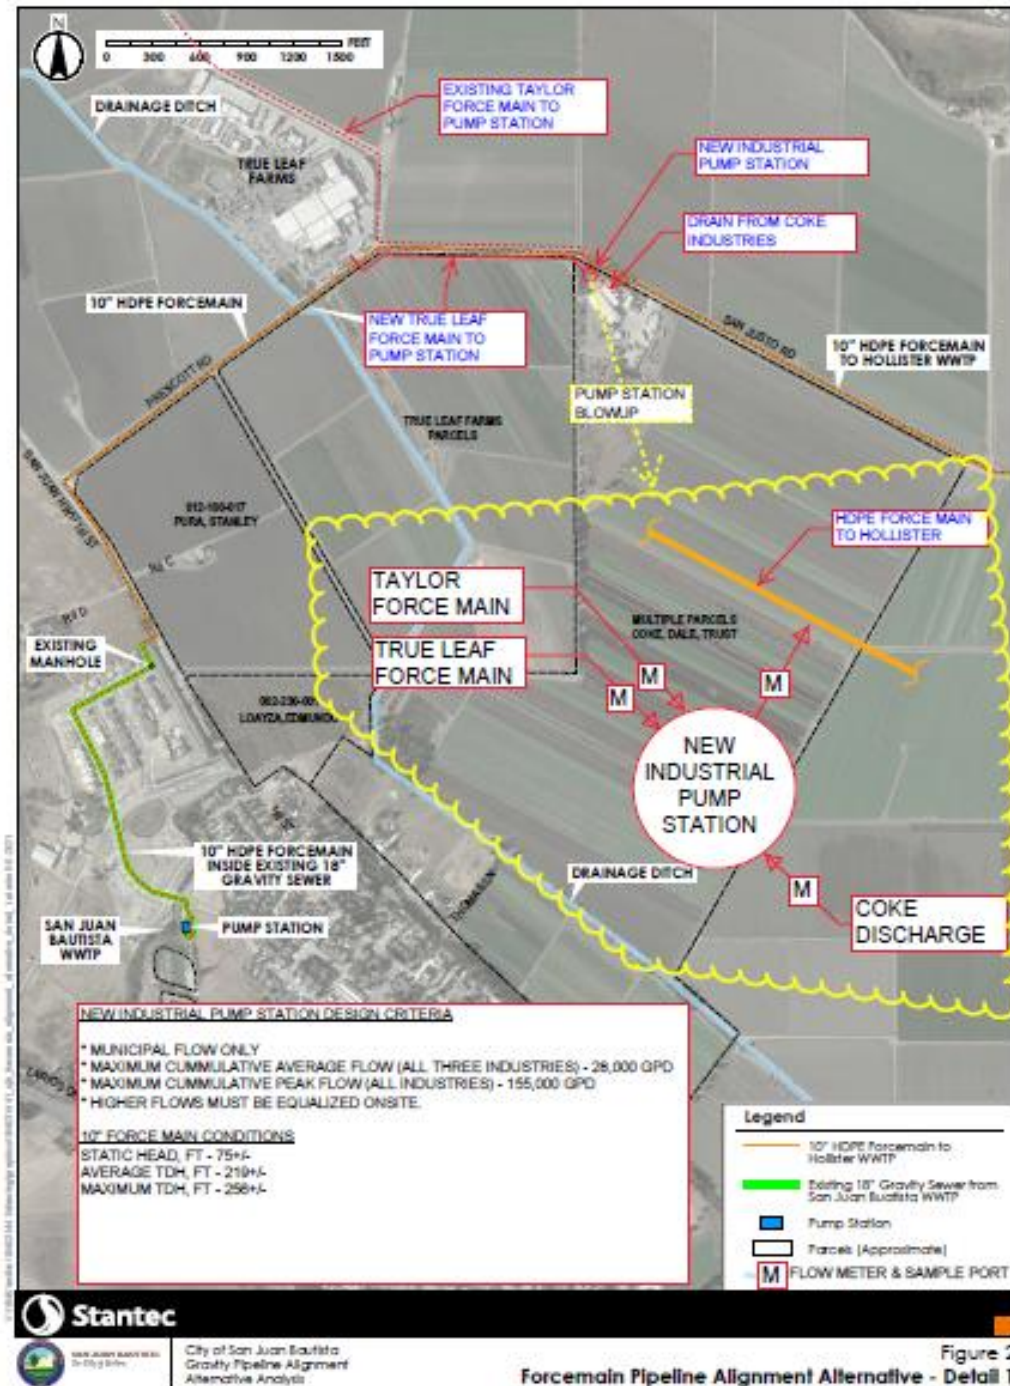 N
FEET
0 300 600 900 1200 1500
DRAINAGE DITCH
EXISTING TAYLOR
FORCE MAIN TO
PUMP STATION
TRUE LEAF
FARMS
NEW INDUSTRIAL
PUMP STATION
DRAIN FROM COKE
INDUSTRIES
10" HDPE FORCEMAIN
NEW TRUE LEAF
FORCE MAIN TO
PUMP STATION
SAN JUSTO RD
10" HDPE FORCEMAIN
TO HOLLISTER WWTP
PRESCOTT RD
PUMP STATION
BLOWUP
TRUE LEAF FARMS
PARCELS
PURA, STANLEY
HDPE FORCE MAIN
TO HOLLISTER
TAYLOR
FORCE MAIN
MULTIPLE PARCELS
COKE, DALE, TRUST
EXISTING
MANHOLE
TRUE LEAF
FORCE MAIN
M
M
M
NEW
INDUSTRIAL
PUMP
STATION
10" HDPE FORCEMAIN
INSIDE EXISTING 18"
GRAVITY SEWER
DRAINAGE DITCH
M
COKE
DISCHARGE
SAN JUAN
BAUTISTA
WWTP
PUMP STATION
NEW INDUSTRIAL PUMP STATION DESIGN CRITERIA
* MUNICIPAL FLOW ONLY
* MAXIMUM CUMMULATIVE AVERAGE FLOW (ALL THREE INDUSTRIES) - 28,000 GPD
* MAXIMUM CUMMULATIVE PEAK FLOW (ALL INDUSTRIES) - 155,000 GPD
* HIGHER FLOWS MUST BE EQUALIZED ONSITE.
10" FORCE MAIN CONDITIONS
STATIC HEAD, FT - 75+/-
AVERAGE TDH, FT - 219+/-
MAXIMUM TDH, FT - 256+/-
Legend
10" HDPE Forcemain to
Hollister WWTP
Existing 18" Gravity Sewer from
San Juan Buatista WWTP
Pump Station
Parcels (Approximate)
M FLOW METER & SAMPLE PORT
Stantec
City of San Juan Bautista
Gravity Pipeline Alignment
Alternative Analysis
Figure 2
Forcemain Pipeline Alignment Alternative - Detail 1